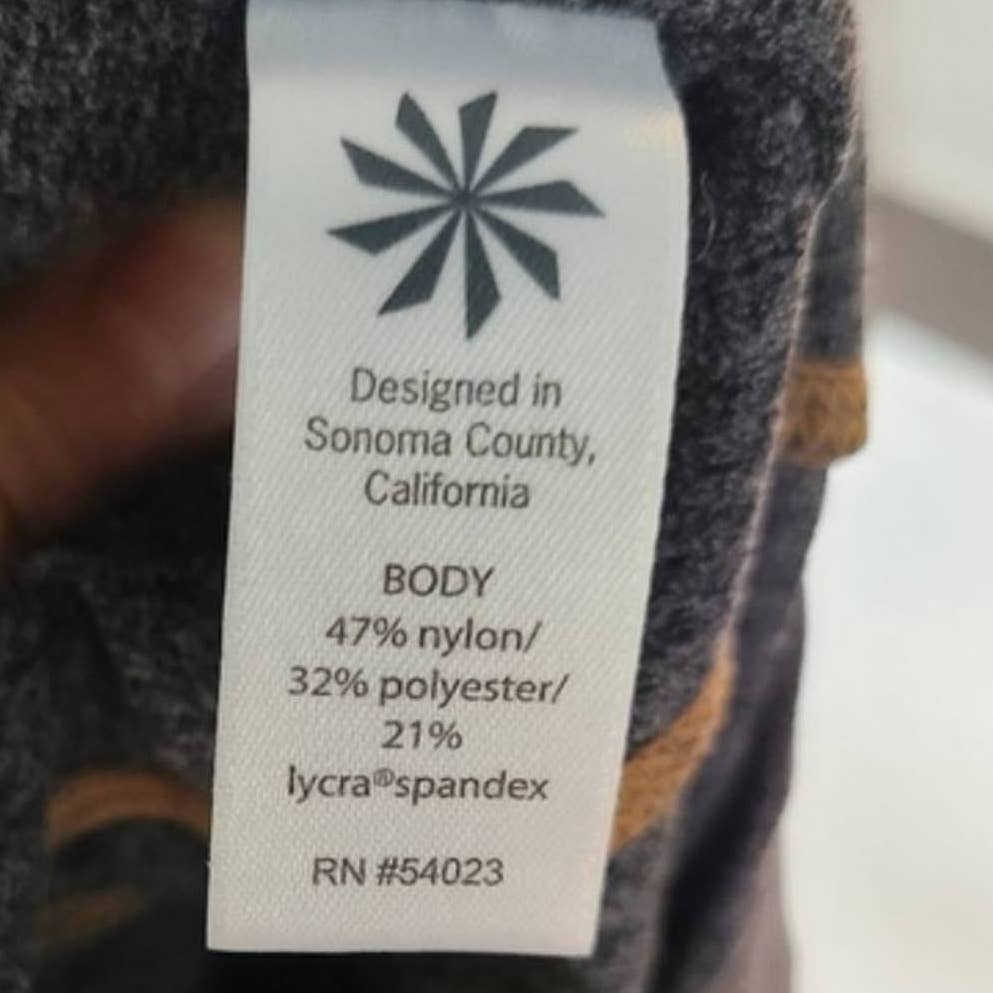 Designed in
Sonoma County,
California
BODY
47% nylon/
32% polyester/
21%
lycra®spandex
RN #54023